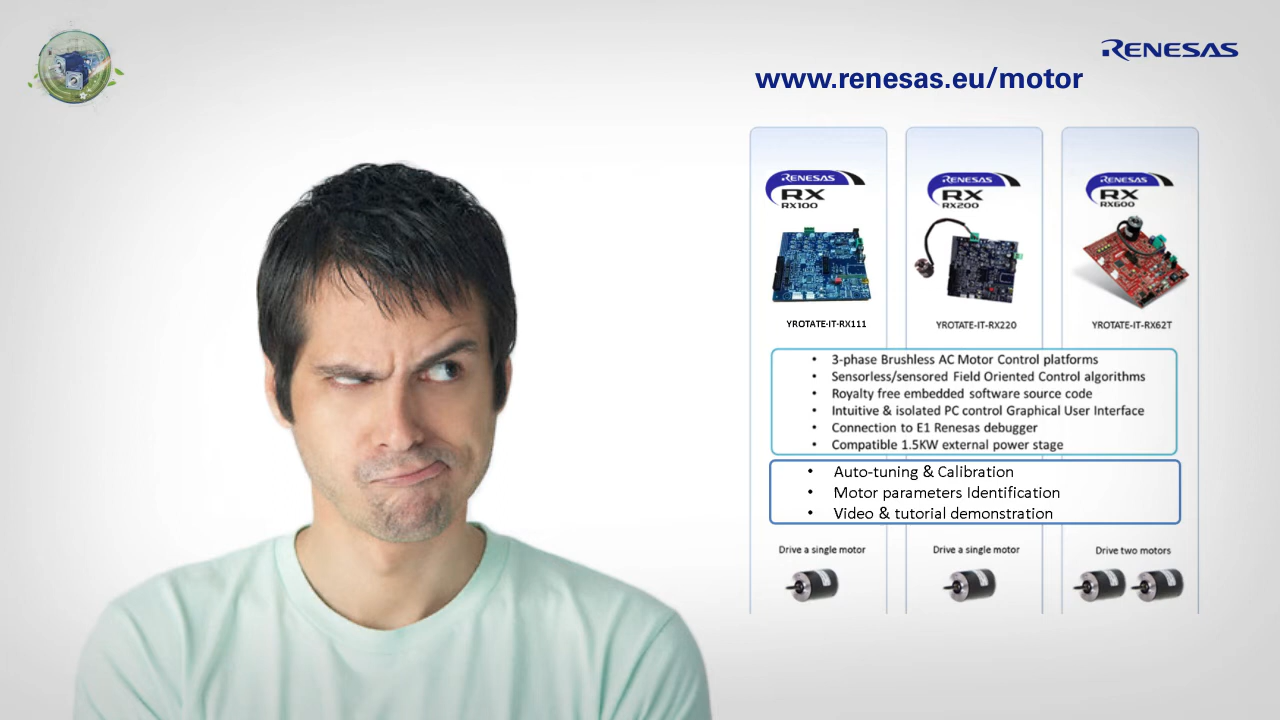 RENESAS
www.renesas.eu/motor
RENESAS
RX
RX100
RENESAS
RX
RX200
RENESAS
RX
RX600
YROTATE-IT-RX111
YROTATE-IT-RX220
YROTATE-IT-RX62T
• 3-phase Brushless AC Motor Control platforms
• Sensorless/sensored Field Oriented Control algorithms
• Royalty free embedded software source code
• Intuitive & isolated PC control Graphical User Interface
• Connection to E1 Renesas debugger
• Compatible 1.5KW external power stage
• Auto-tuning & Calibration
• Motor parameters Identification
• Video & tutorial demonstration
Drive a single motor
Drive a single motor
Drive two motors